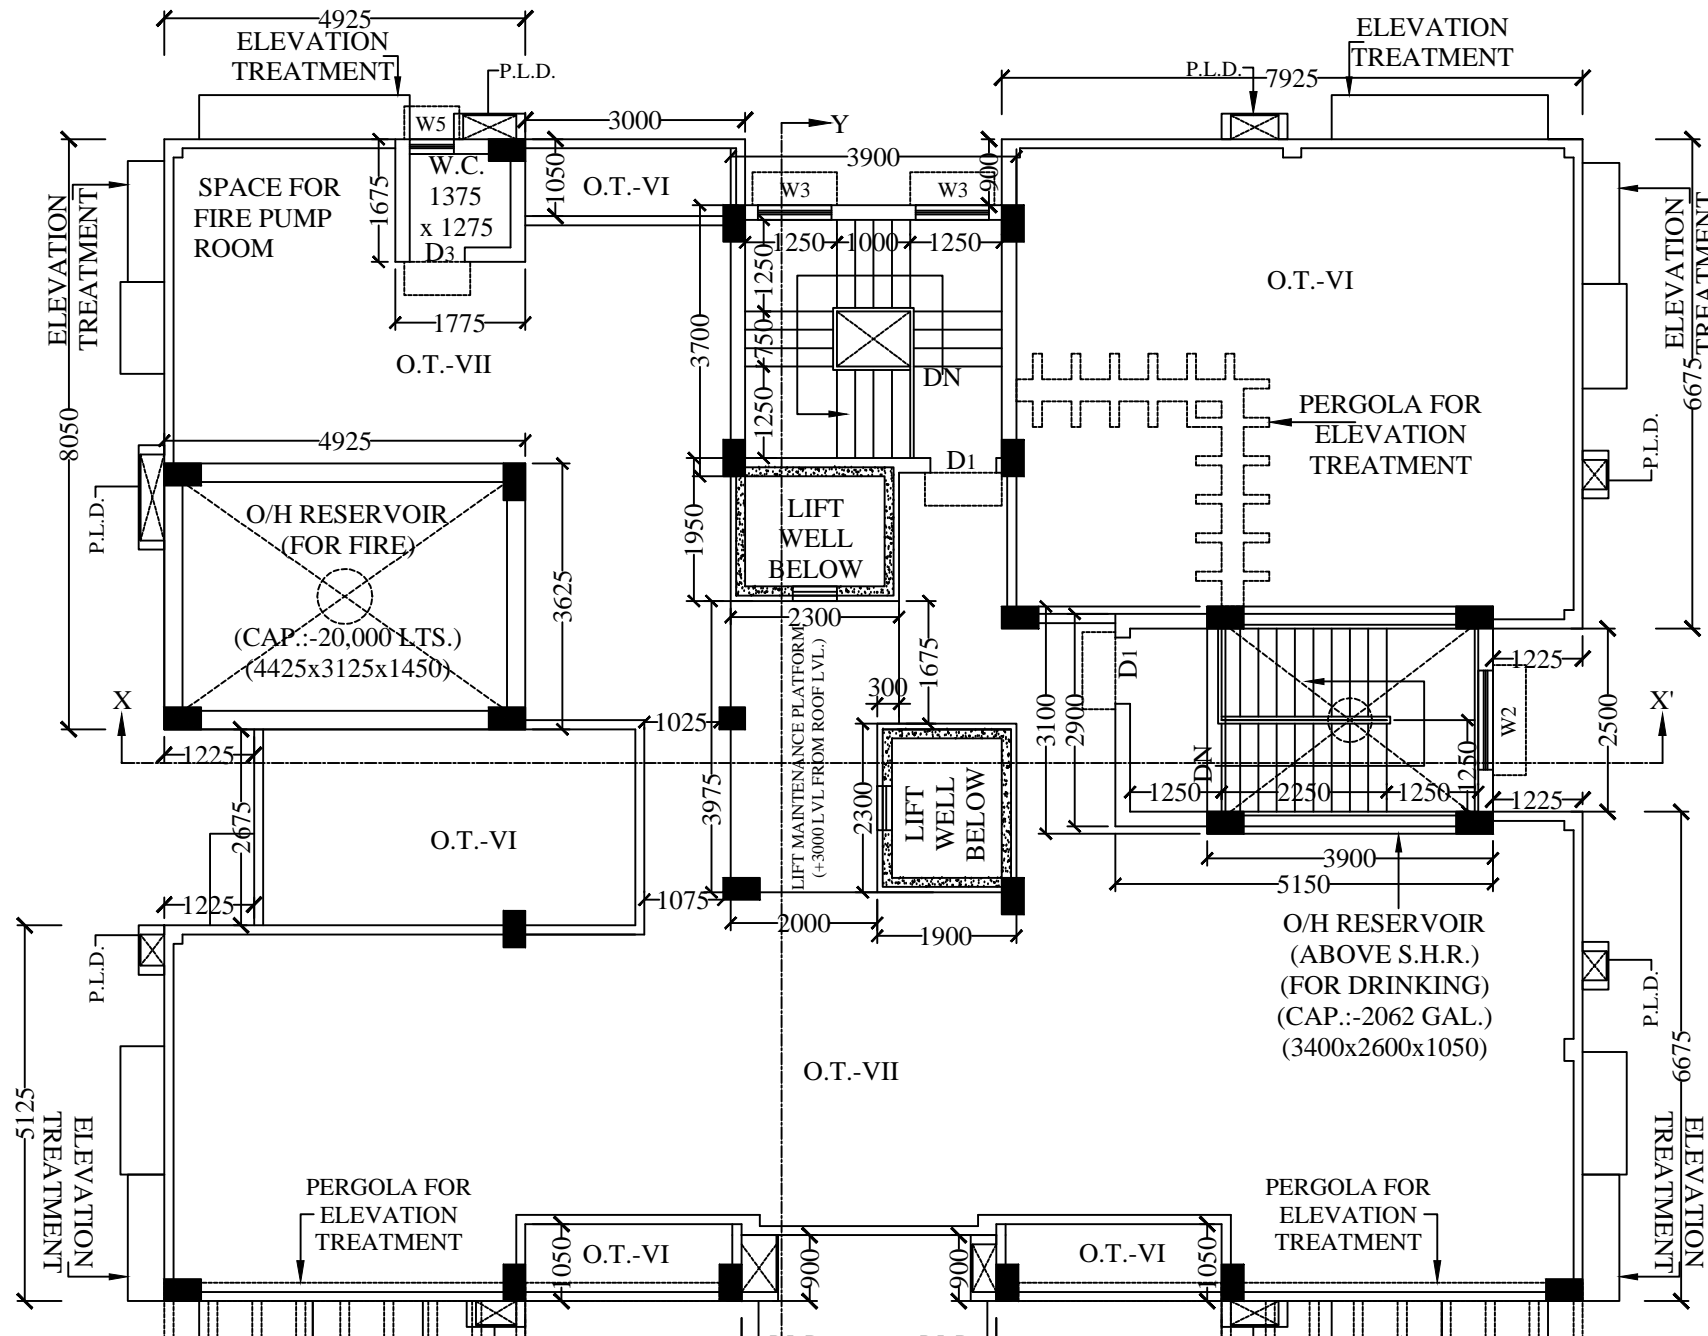 4925
ELEVATION
TREATMENT
P.L.D.
3000
Y
P.L.D.
7925
ELEVATION
TREATMENT
W5
W.C.
1375
x 1275
D3
1675
1050
O.T.-VI
3900
900
W3
W3
SPACE FOR
FIRE PUMP
ROOM
ELEVATION
TREATMENT
1250
1000
1250
1250
750
1250
3700
DN
O.T.-VI
ELEVATION
TREATMENT
6675
1775
O.T.-VII
8050
PERGOLA FOR
ELEVATION
TREATMENT
P.L.D.
4925
D1
P.L.D.
O/H RESERVOIR
(FOR FIRE)
(CAP.:-20,000 LTS.)
(4425x3125x1450)
3625
1950
LIFT
WELL
BELOW
2300
1675
300
LIFT MAINTENANCE PLATFORM
(+3000 LVL FROM ROOF LVL.)
D1
1225
X
X'
1025
3100
2900
W2
2500
DN
1250
1225
2675
3975
2300
LIFT
WELL
BELOW
1250
2250
1250
1225
O.T.-VI
3900
5150
1225
1075
2000
1900
O/H RESERVOIR
(ABOVE S.H.R.)
(FOR DRINKING)
(CAP.:-2062 GAL.)
(3400x2600x1050)
P.L.D.
P.L.D.
O.T.-VII
5125
6675
ELEVATION
TREATMENT
ELEVATION
TREATMENT
PERGOLA FOR
ELEVATION
TREATMENT
PERGOLA FOR
ELEVATION
TREATMENT
1050
O.T.-VI
900
900
O.T.-VI
1050